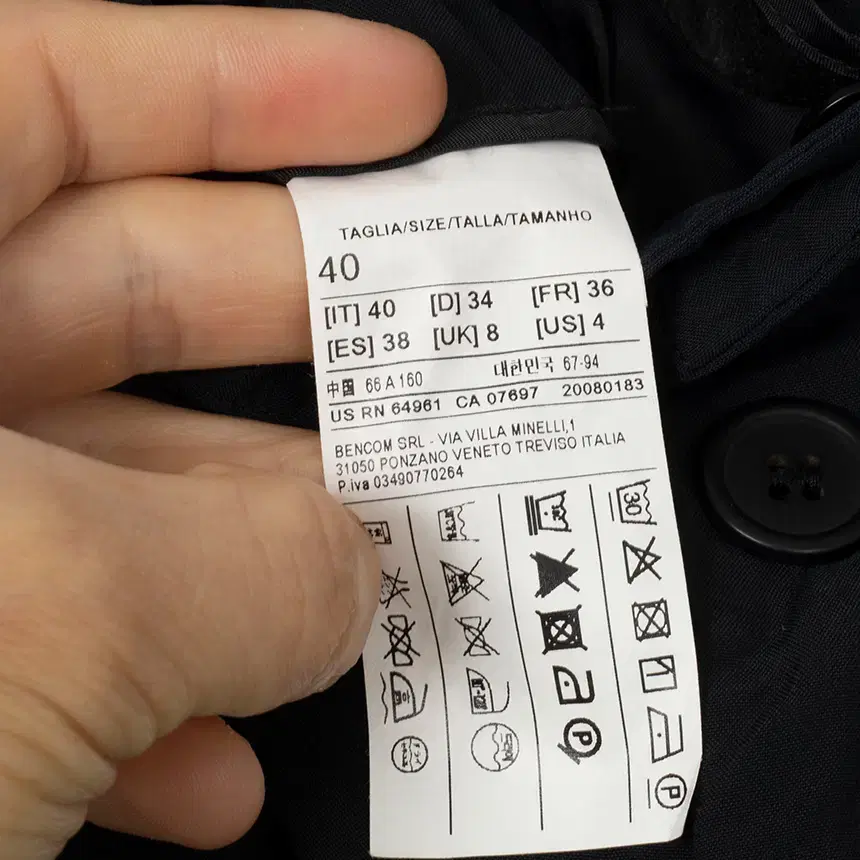 TAGLIA/SIZE/TALLA/TAMANHO
40
[IT] 40 [D] 34 [FR] 36
[ES] 38 [UK] 8 [US] 4
中国 66 A 160 대한민국 67-94
US RN 64961 CA 07697 20080183
BENCOM SRL - VIA VILLA MINELLI,1
31050 PONZANO VENETO TREVISO ITALIA
P.iva 03490770264
30
P
P